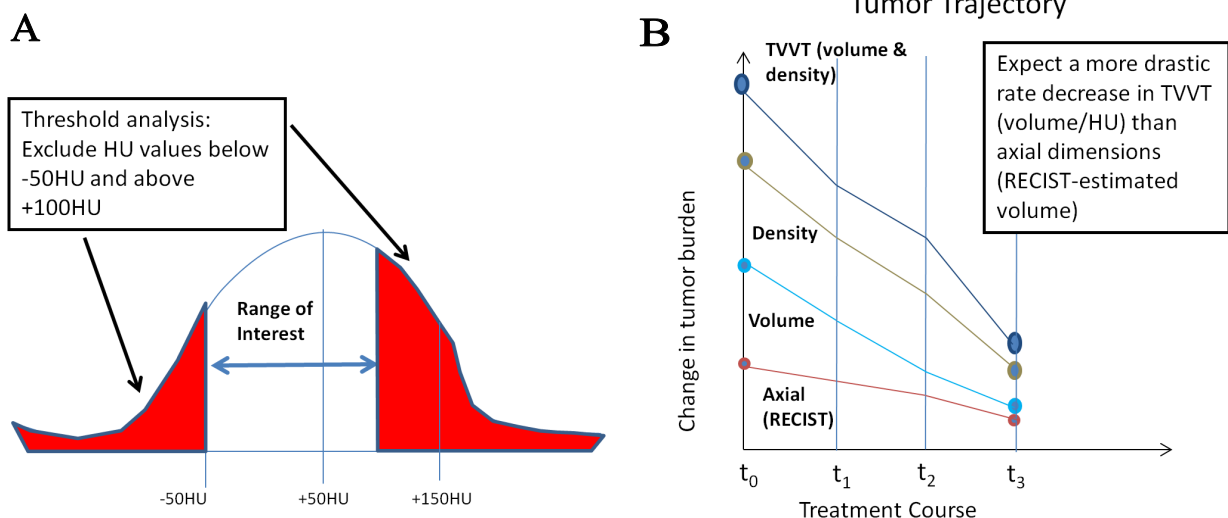 A
Threshold analysis:
Exclude HU values below
-50HU and above
+100HU
Range of
Interest
-50HU
+50HU
+150HU
Tumor Trajectory
B
TVVT (volume &
density)
Expect a more drastic
rate decrease in TVVT
(volume/HU) than
axial dimensions
(RECIST-estimated
volume)
Change in tumor burden
Density
Volume
Axial
(RECIST)
t0
t1
t2
t3
Treatment Course